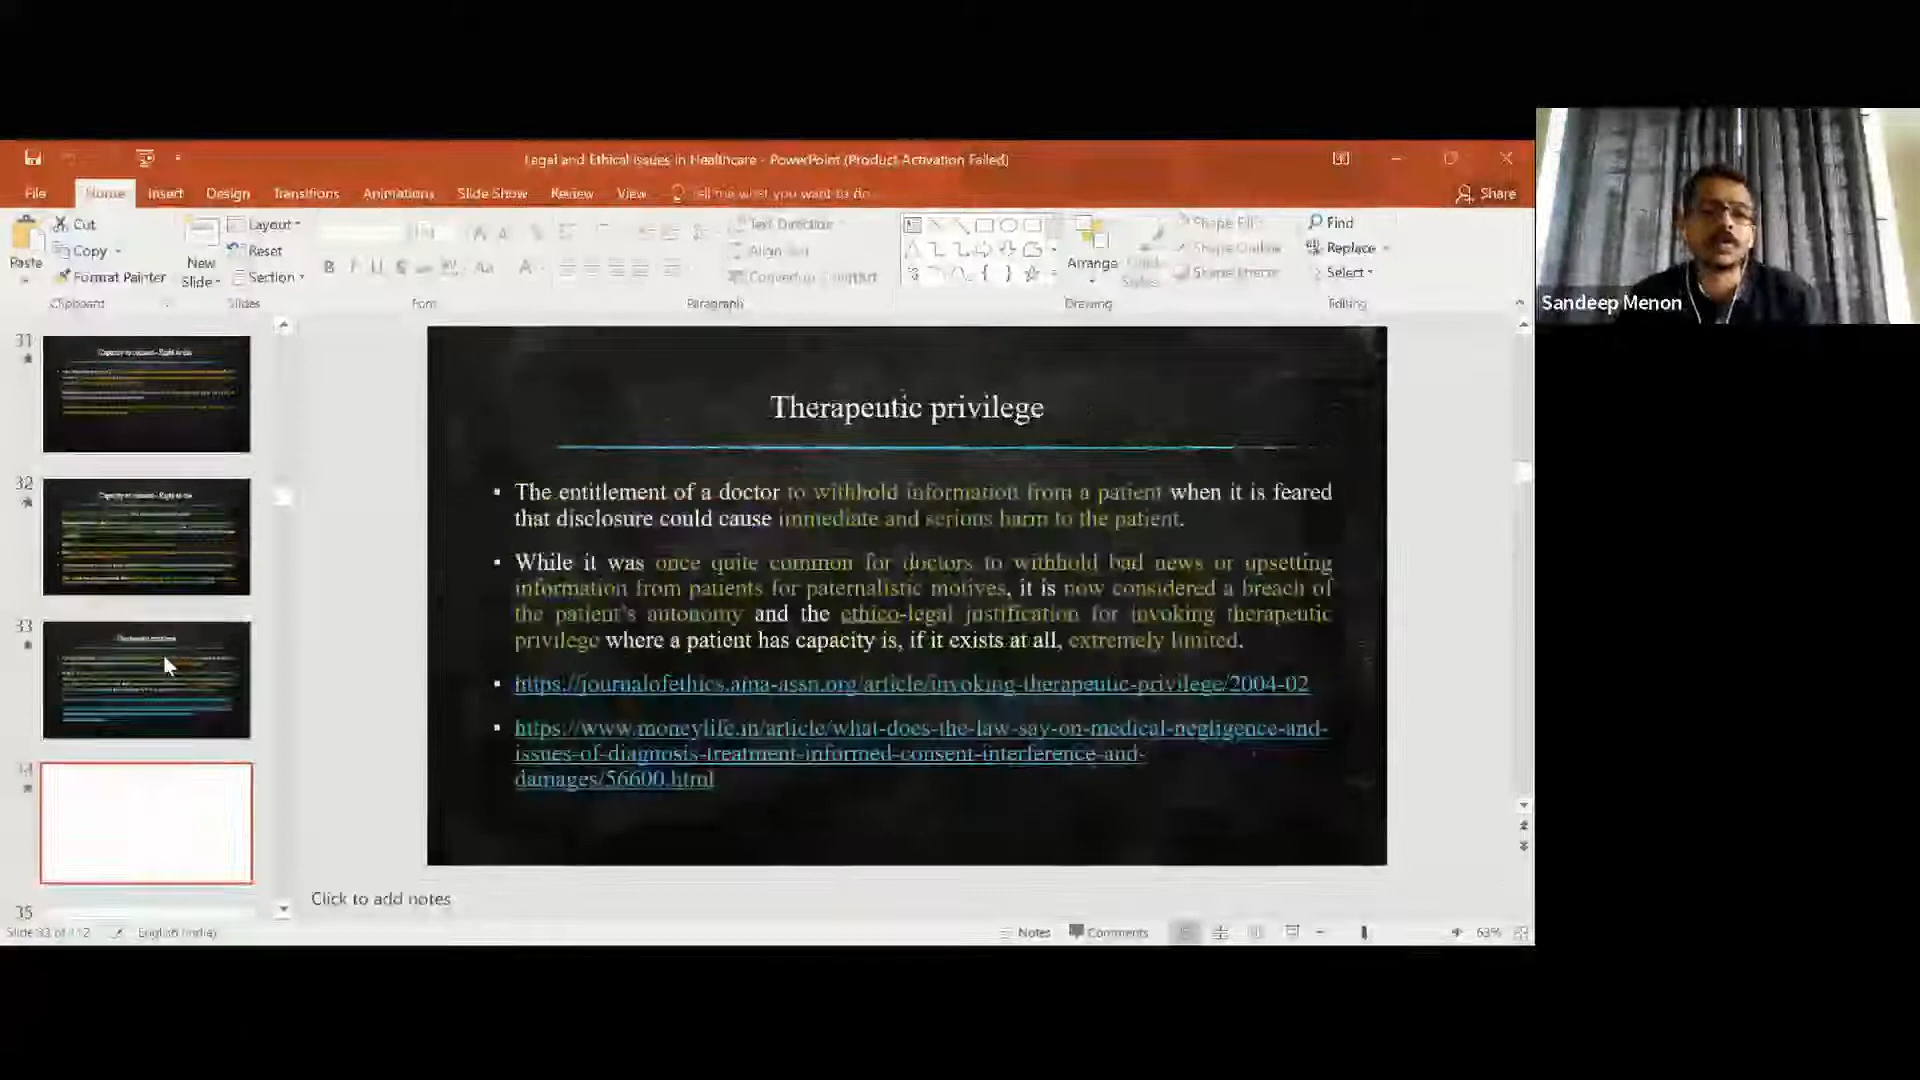 Legal and Ethical issues in Healthcare - PowerPoint (Product Activation Failed)
File Home Insert Design Transitions Animations Slide Show Review View Tell me what you want to do... Share
Paste Cut Copy Format Painter Clipboard
New Slide Layout Reset Section Slides
Font
Text Direction Align Text Convert to SmartArt Paragraph
Arrange Shape Fill Shape Outline Shape Effects Drawing
Find Replace Select Editing
Sandeep Menon
31
32
33
34
35
Therapeutic privilege
▪ The entitlement of a doctor to withhold information from a patient when it is feared
that disclosure could cause immediate and serious harm to the patient.
▪ While it was once quite common for doctors to withhold bad news or upsetting
information from patients for paternalistic motives, it is now considered a breach of
the patient's autonomy and the ethico-legal justification for invoking therapeutic
privilege where a patient has capacity is, if it exists at all, extremely limited.
▪ https://journalofethics.ama-assn.org/article/invoking-therapeutic-privilege/2004-02
▪ https://www.moneylife.in/article/what-does-the-law-say-on-medical-negligence-and-
issues-of-diagnosis-treatment-informed-consent-interference-and-
damages/56600.html
Click to add notes
Slide 33 of 112 English (India) Notes Comments 63%